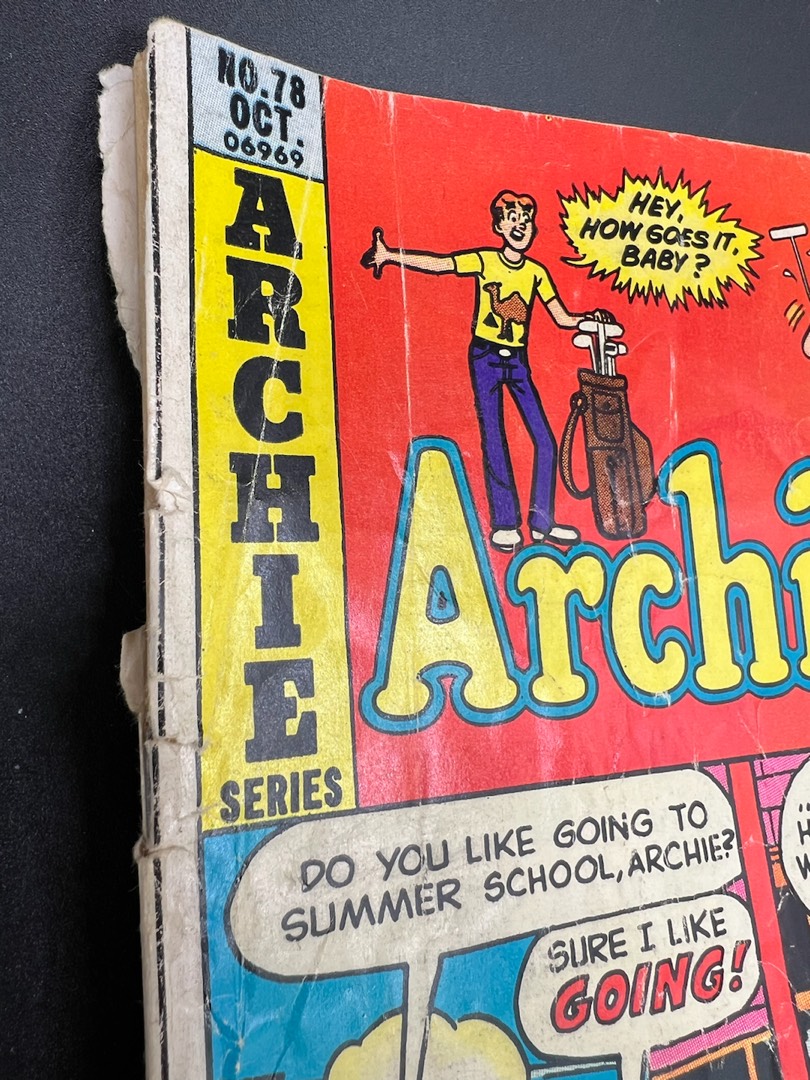 NO.78
OCT.
06969
ARCHIE
SERIES
HEY,
HOW GOES IT,
BABY?
Archi
DO YOU LIKE GOING TO
SUMMER SCHOOL, ARCHIE?
SURE I LIKE
GOING!